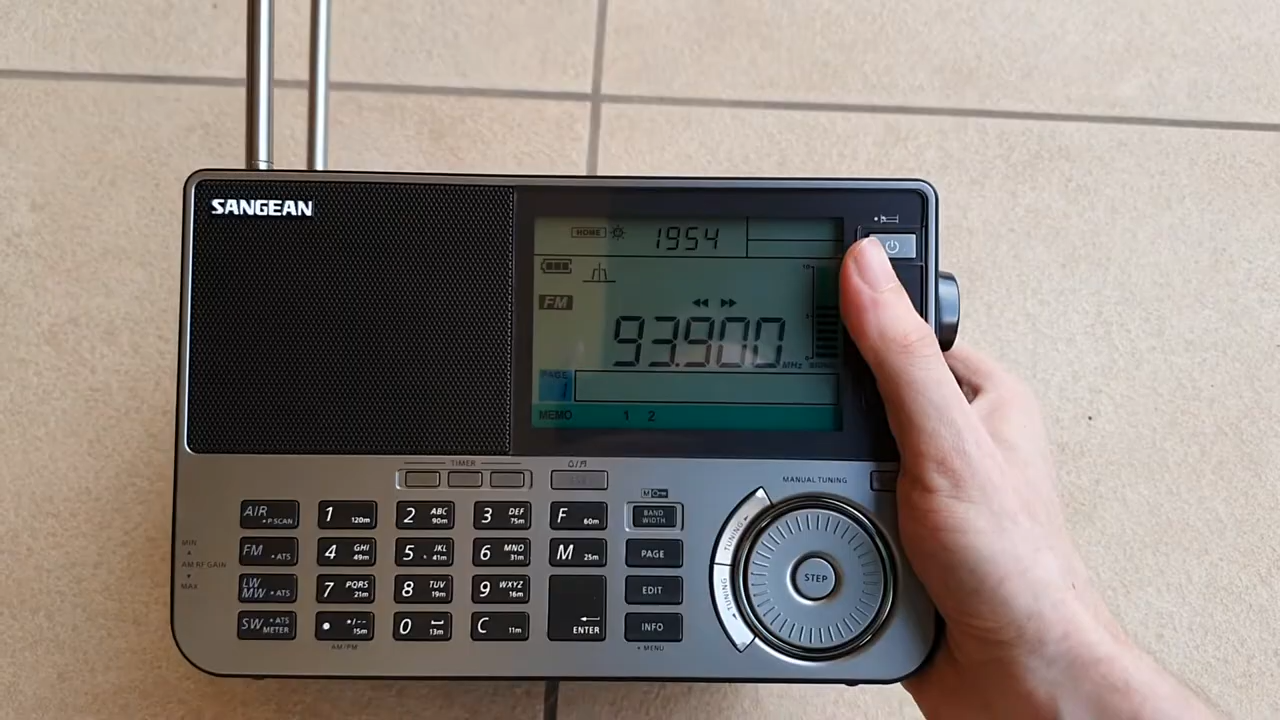 SANGEAN
HOME 1954
FM
93.900 MHz
PAGE
1
MEMO 1 2
TIMER
MANUAL TUNING
AIR •P.SCAN
1 120m
2 ABC 90m
3 DEF 75m
F 60m
BAND WIDTH
TUNING
FM •ATS
4 GHI 49m
5 JKL 41m
6 MNO 31m
M 25m
PAGE
MIN
AM RF GAIN
MAX
LW MW •ATS
7 PQRS 21m
8 TUV 19m
9 WXYZ 16m
ENTER
EDIT
STEP
TUNING
SW •ATS METER
• */-- 15m
0 13m
C 11m
INFO
AM/PM
• MENU